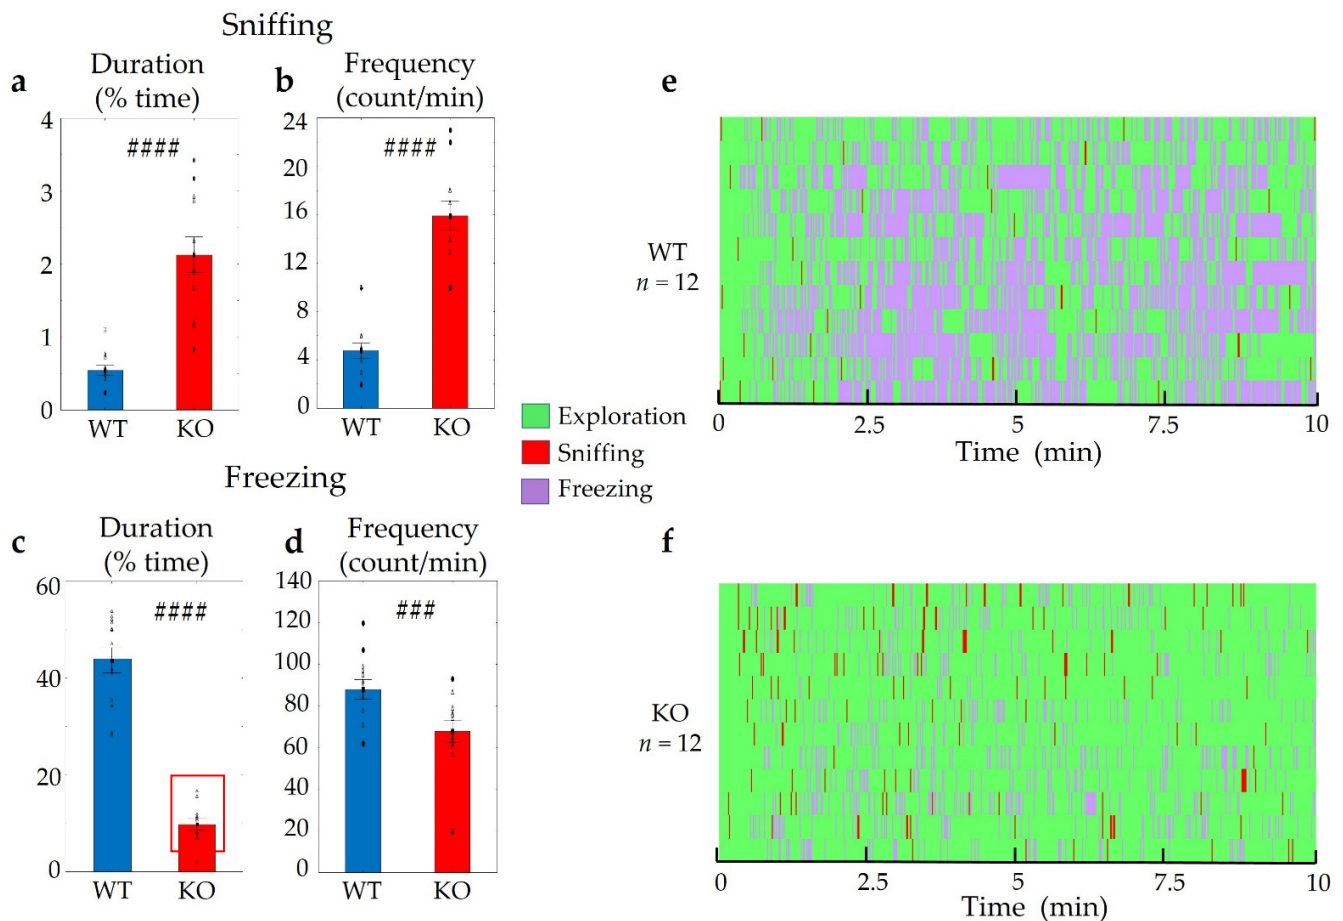 Sniffing
a
Duration
(% time)
####
4
3
2
1
0
WT
KO
b
Frequency
(count/min)
####
24
20
16
12
8
4
0
WT
KO
Exploration
Sniffing
Freezing
Freezing
c
Duration
(% time)
####
60
40
20
0
WT
KO
d
Frequency
(count/min)
###
140
120
100
80
60
40
20
0
WT
KO
e
WT
n = 12
0
2.5
5
7.5
10
Time (min)
f
KO
n = 12
0
2.5
5
7.5
10
Time (min)